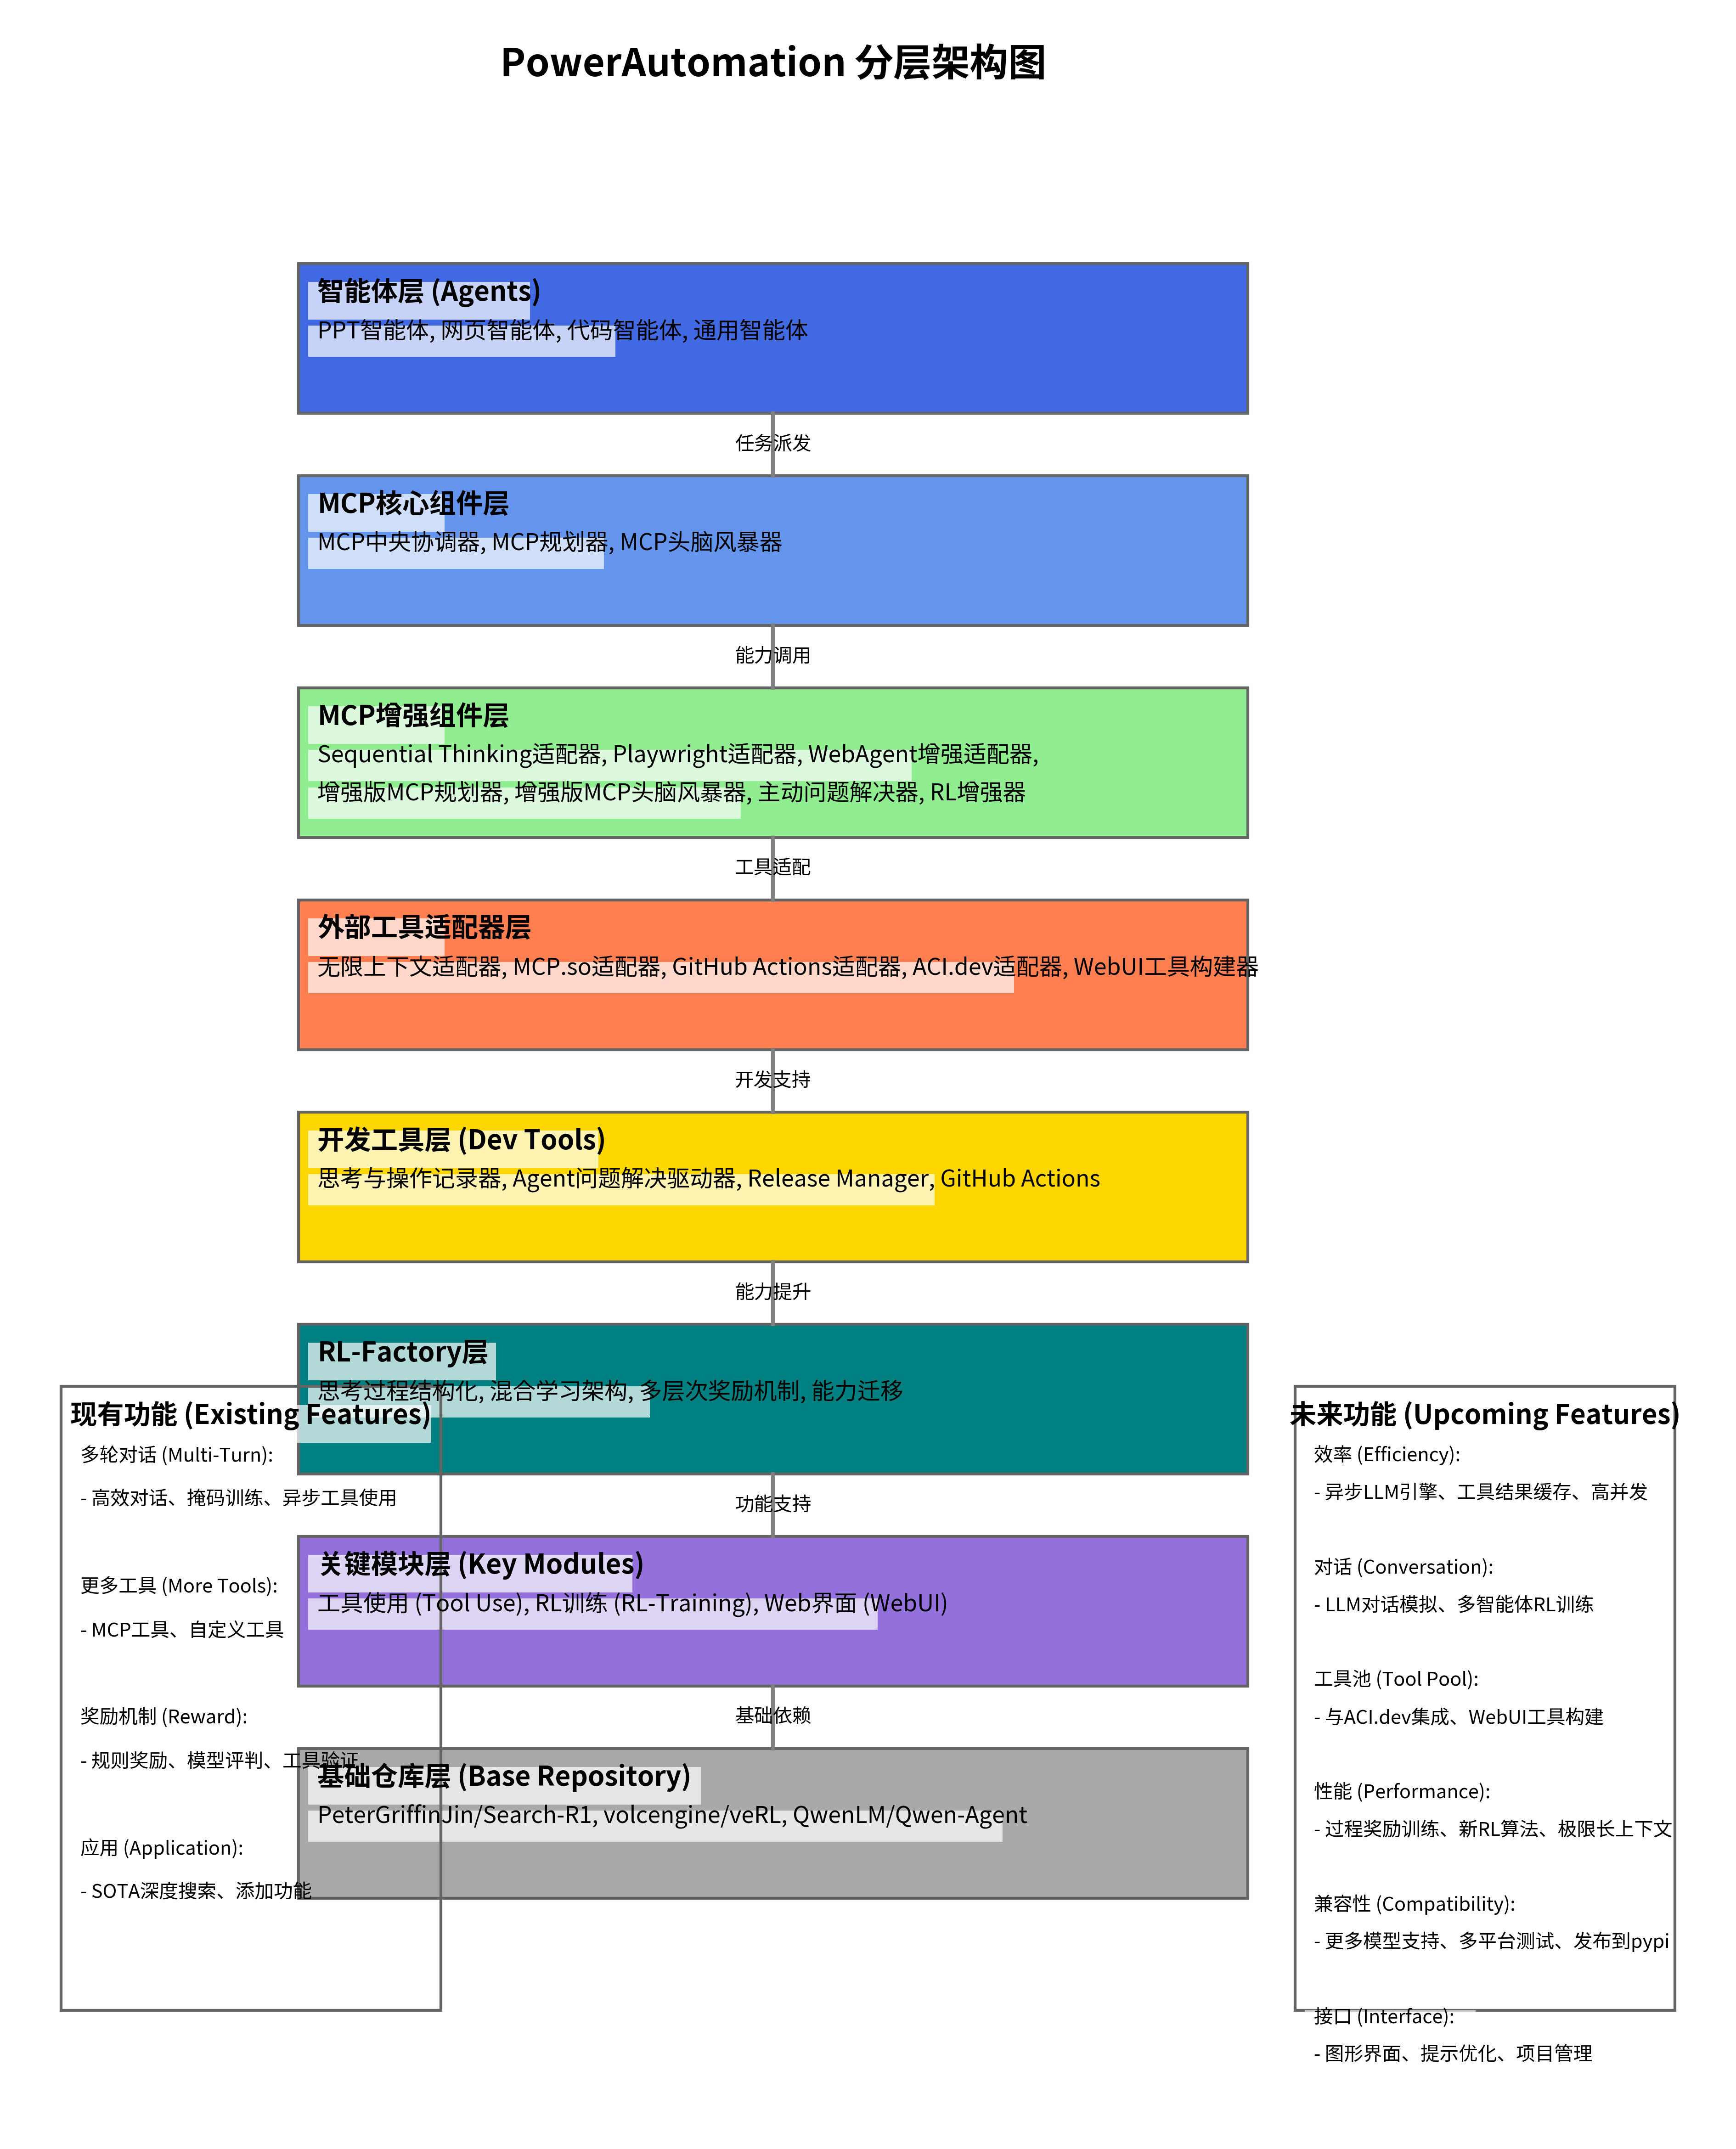 PowerAutomation 分层架构图
智能体层 (Agents)
PPT智能体, 网页智能体, 代码智能体, 通用智能体
任务派发
MCP核心组件层
MCP中央协调器, MCP规划器, MCP头脑风暴器
能力调用
MCP增强组件层
Sequential Thinking适配器, Playwright适配器, WebAgent增强适配器,
增强版MCP规划器, 增强版MCP头脑风暴器, 主动问题解决器, RL增强器
工具适配
外部工具适配器层
无限上下文适配器, MCP.so适配器, GitHub Actions适配器, ACI.dev适配器, WebUI工具构建器
开发支持
开发工具层 (Dev Tools)
思考与操作记录器, Agent问题解决驱动器, Release Manager, GitHub Actions
能力提升
RL-Factory层
思考过程结构化, 混合学习架构, 多层次奖励机制, 能力迁移
功能支持
关键模块层 (Key Modules)
工具使用 (Tool Use), RL训练 (RL-Training), Web界面 (WebUI)
基础依赖
基础仓库层 (Base Repository)
PeterGriffinJin/Search-R1, volcengine/veRL, QwenLM/Qwen-Agent
现有功能 (Existing Features)
多轮对话 (Multi-Turn):
- 高效对话、掩码训练、异步工具使用
更多工具 (More Tools):
- MCP工具、自定义工具
奖励机制 (Reward):
- 规则奖励、模型评判、工具验证
应用 (Application):
- SOTA深度搜索、添加功能
未来功能 (Upcoming Features)
效率 (Efficiency):
- 异步LLM引擎、工具结果缓存、高并发
对话 (Conversation):
- LLM对话模拟、多智能体RL训练
工具池 (Tool Pool):
- 与ACI.dev集成、WebUI工具构建
性能 (Performance):
- 过程奖励训练、新RL算法、极限长上下文
兼容性 (Compatibility):
- 更多模型支持、多平台测试、发布到pypi
接口 (Interface):
- 图形界面、提示优化、项目管理